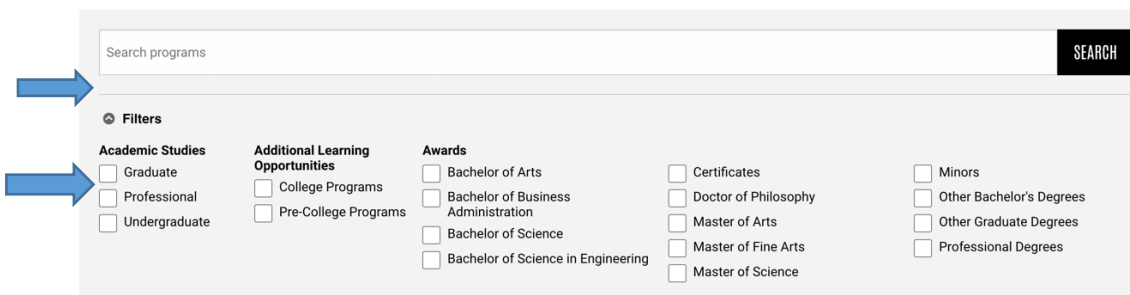 Search programs
SEARCH
Filters
Academic Studies
Graduate
Professional
Undergraduate
Additional Learning
Opportunities
College Programs
Pre-College Programs
Awards
Bachelor of Arts
Bachelor of Business
Administration
Bachelor of Science
Bachelor of Science in Engineering
Certificates
Doctor of Philosophy
Master of Arts
Master of Fine Arts
Master of Science
Minors
Other Bachelor's Degrees
Other Graduate Degrees
Professional Degrees